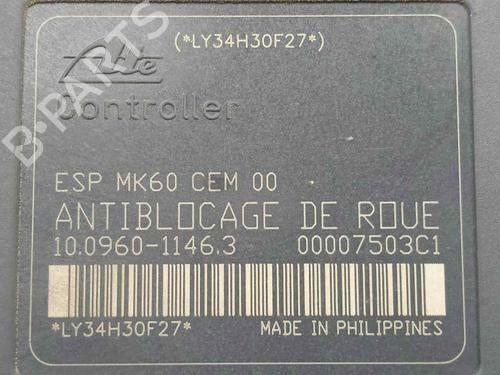 (*LY34H30F27*)
Ate
B-PARTS
Controller
ESP MK60 CEM 00
ANTIBLOCAGE DE ROUE
10.0960-1146.3 00007503C1
*LY34H30F27* MADE IN PHILIPPINES